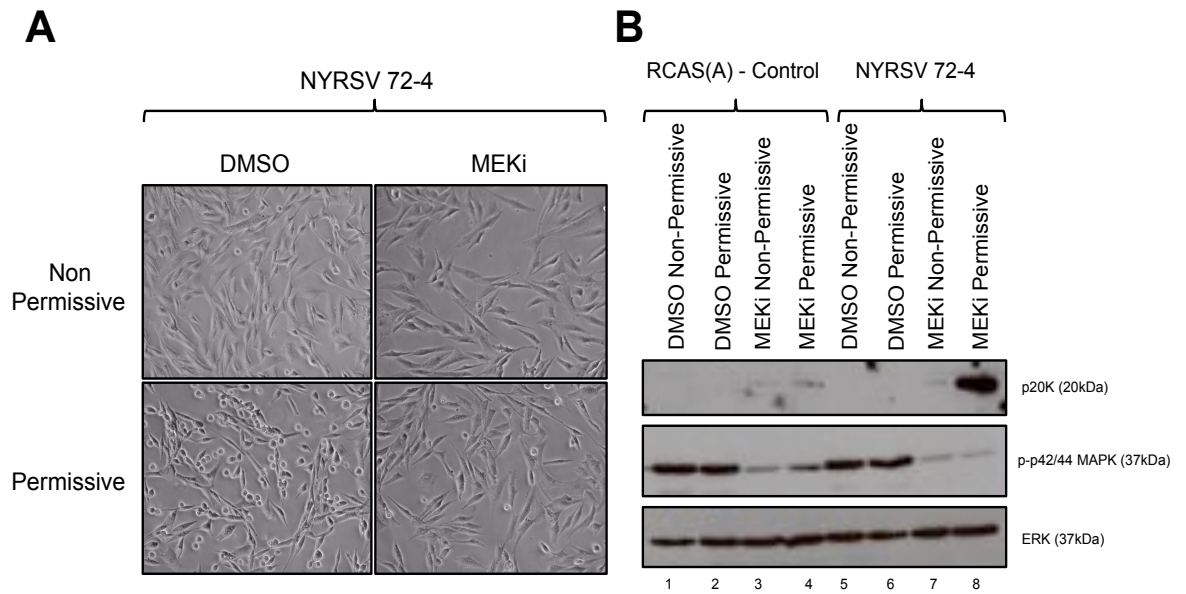 A
NYRSV 72-4
DMSO
MEKi
Non
Permissive
Permissive
B
RCAS(A) - Control
NYRSV 72-4
DMSO Non-Permissive
DMSO Permissive
MEKi Non-Permissive
MEKi Permissive
DMSO Non-Permissive
DMSO Permissive
MEKi Non-Permissive
MEKi Permissive
p20K (20kDa)
p-p42/44 MAPK (37kDa)
ERK (37kDa)
1 2 3 4 5 6 7 8